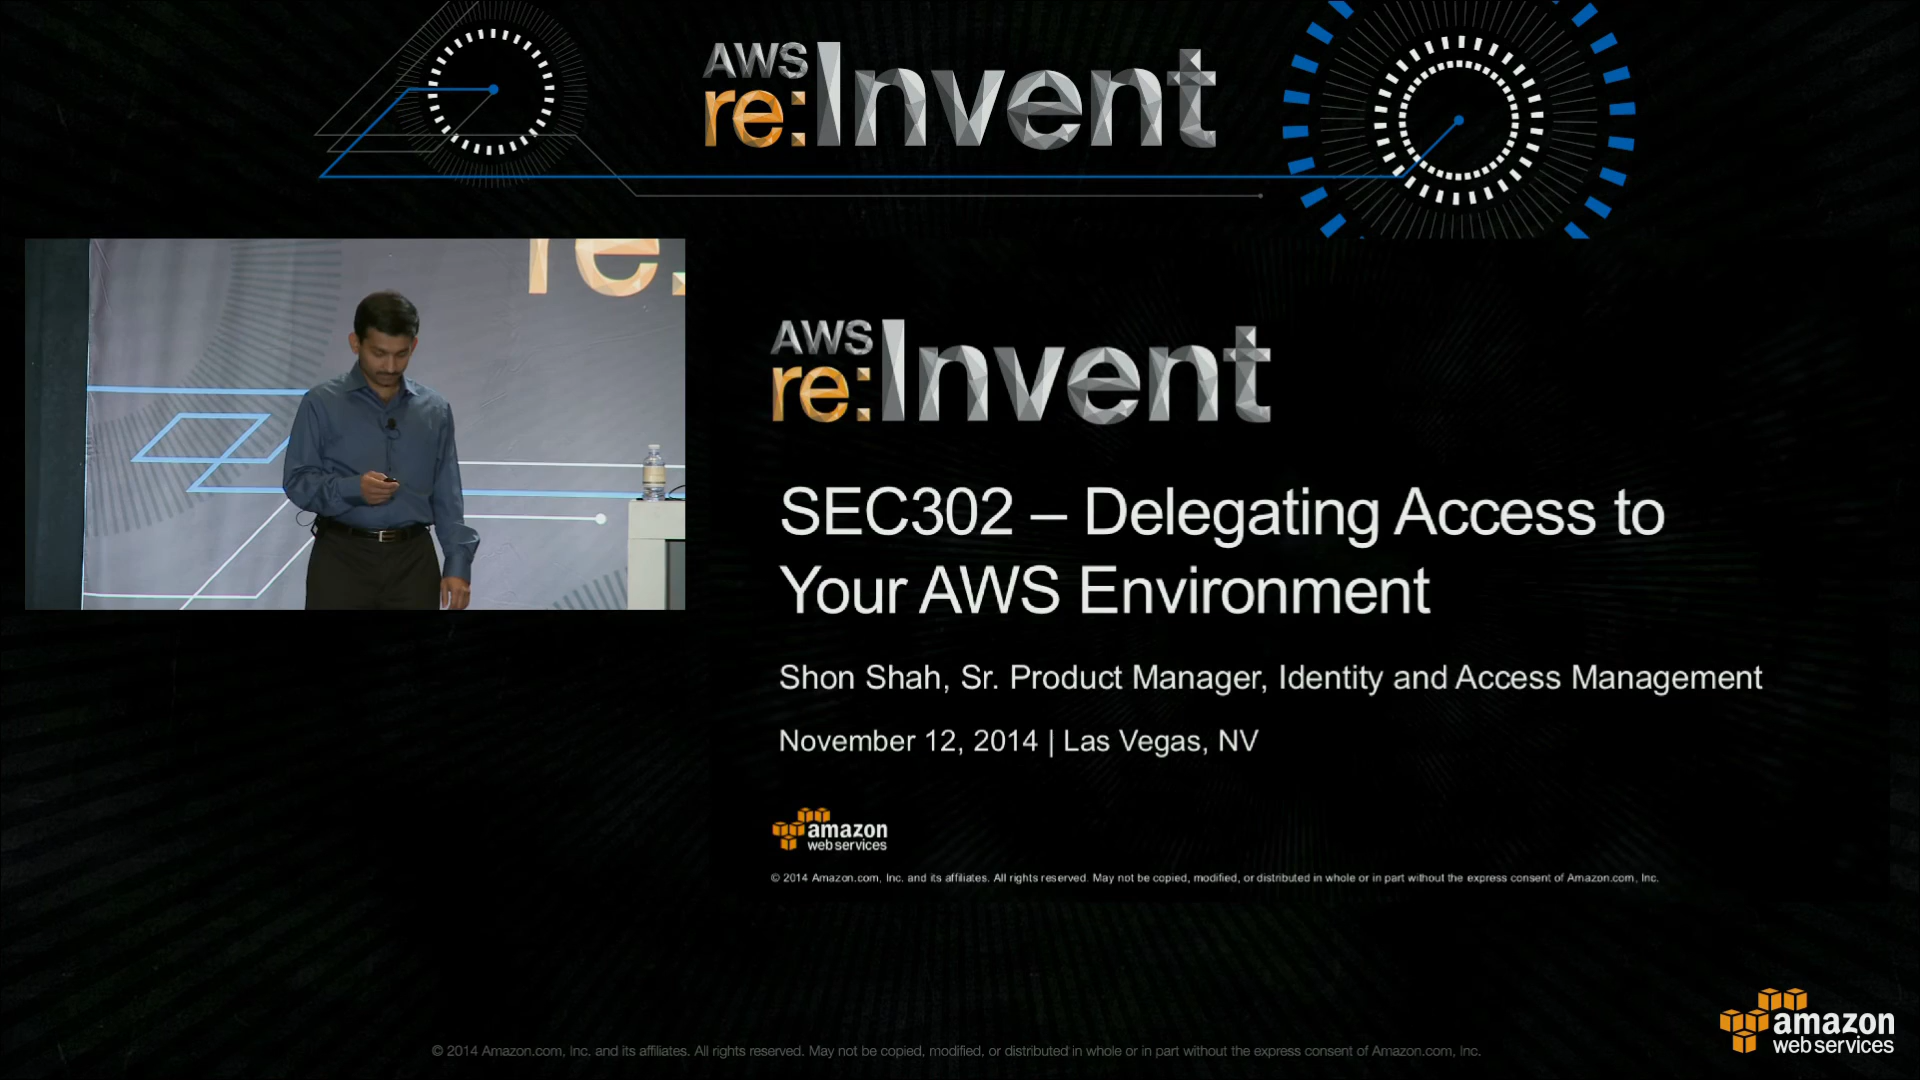 AWS
re:Invent
re:
AWS
re:Invent
SEC302 – Delegating Access to
Your AWS Environment
Shon Shah, Sr. Product Manager, Identity and Access Management
November 12, 2014 | Las Vegas, NV
amazon
web services
© 2014 Amazon.com, Inc. and its affiliates. All rights reserved. May not be copied, modified, or distributed in whole or in part without the express consent of Amazon.com, Inc.
amazon
web services
© 2014 Amazon.com, Inc. and its affiliates. All rights reserved. May not be copied, modified, or distributed in whole or in part without the express consent of Amazon.com, Inc.